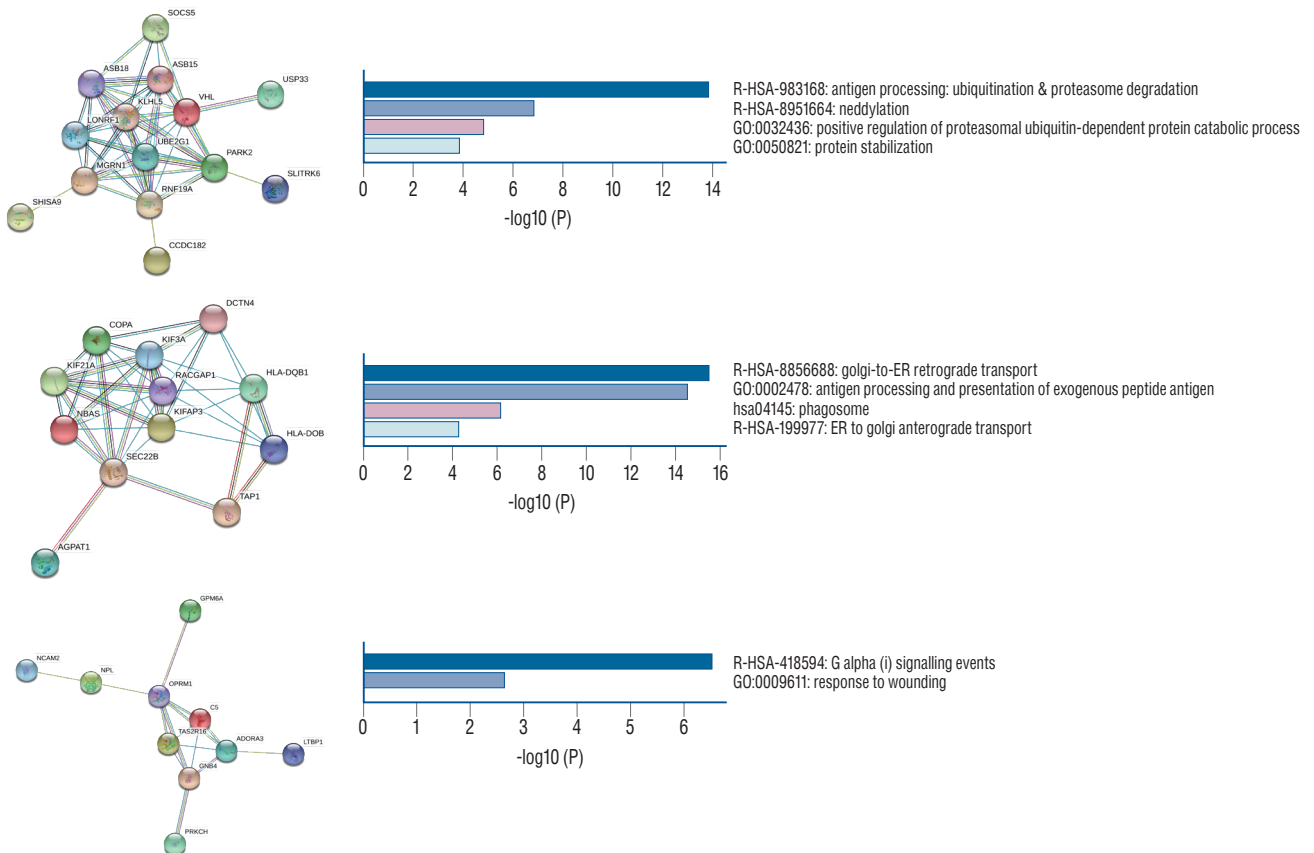 SOCS5
ASB18
ASB15
USP33
VHL
KLHL5
LONRF1
UBE2G1
PARK2
MGRN1
SLITRK6
RNF19A
SHISA9
CCDC182
R-HSA-983168: antigen processing: ubiquitination & proteasome degradation
R-HSA-8951664: neddylation
GO:0032436: positive regulation of proteasomal ubiquitin-dependent protein catabolic process
GO:0050821: protein stabilization
0 2 4 6 8 10 12 14
-log10 (P)
DCTN4
COPA
KIF3A
KIF21A
RACGAP1
HLA-DQB1
NBAS
KIFAP3
HLA-DOB
SEC22B
TAP1
AGPAT1
R-HSA-8856688: golgi-to-ER retrograde transport
GO:0002478: antigen processing and presentation of exogenous peptide antigen
hsa04145: phagosome
R-HSA-199977: ER to golgi anterograde transport
0 2 4 6 8 10 12 14 16
-log10 (P)
GPM6A
NCAM2
NPL
OPRM1
C5
TAS2R16
ADORA3
LTBP1
GNB4
PRKCH
R-HSA-418594: G alpha (i) signalling events
GO:0009611: response to wounding
0 1 2 3 4 5 6
-log10 (P)